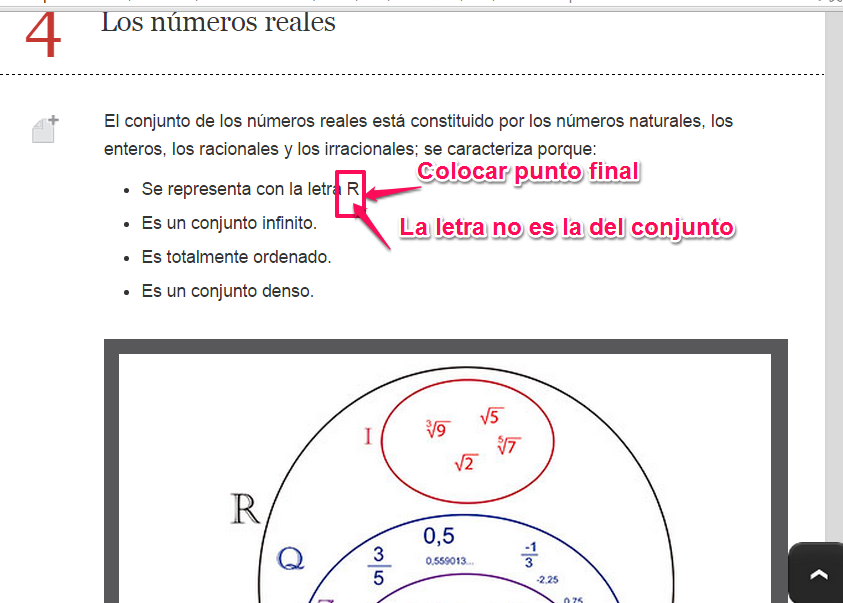 4 Los números reales
El conjunto de los números reales está constituido por los números naturales, los
enteros, los racionales y los irracionales; se caracteriza porque:
Colocar punto final
• Se representa con la letra R
• Es un conjunto infinito.
La letra no es la del conjunto
• Es totalmente ordenado.
• Es un conjunto denso.
√5
I ∛9
⁵√7
√2
ℝ
0,5
ℚ 3/5 0,559013... -1/3
-2,25
0,75